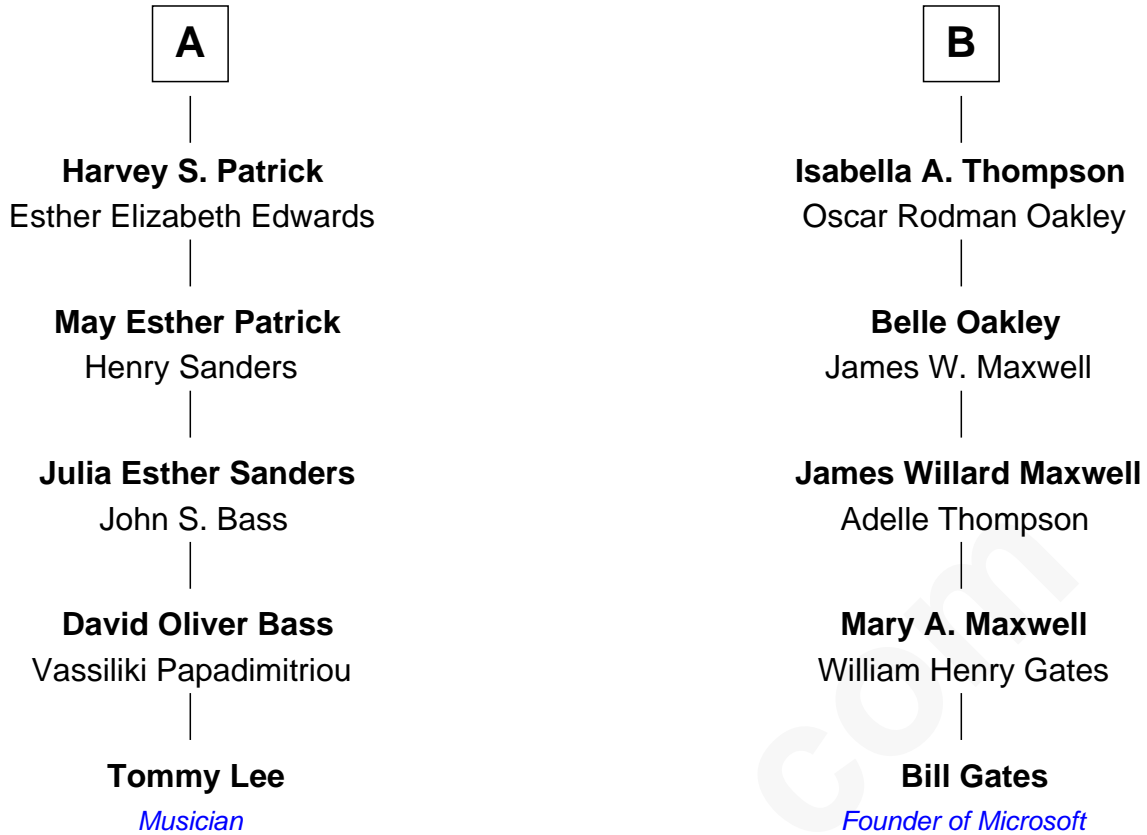 A
Harvey S. Patrick
Esther Elizabeth Edwards
May Esther Patrick
Henry Sanders
Julia Esther Sanders
John S. Bass
David Oliver Bass
Vassiliki Papadimitriou
Tommy Lee
Musician
B
Isabella A. Thompson
Oscar Rodman Oakley
Belle Oakley
James W. Maxwell
James Willard Maxwell
Adelle Thompson
Mary A. Maxwell
William Henry Gates
Bill Gates
Founder of Microsoft
com